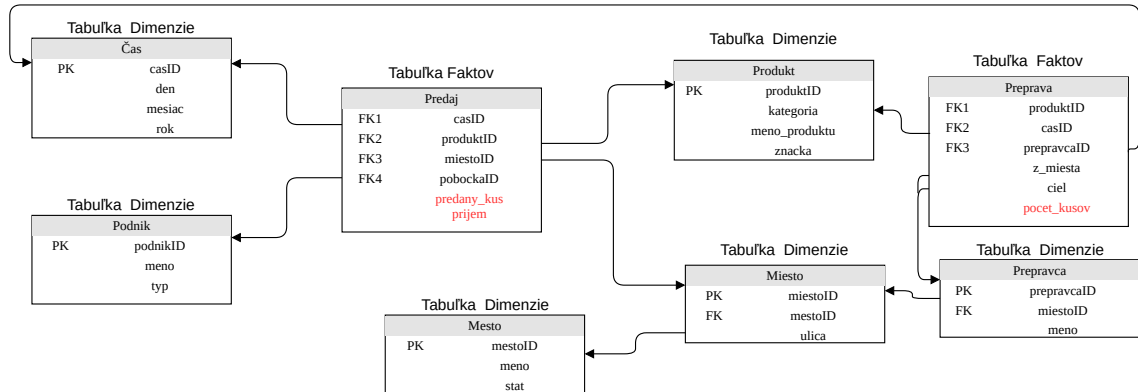 Tabuľka Dimenzie
Čas
PK casID
den
mesiac
rok
Tabuľka Faktov
Predaj
FK1 casID
FK2 produktID
FK3 miestoID
FK4 pobockaID
predany_kus
prijem
Tabuľka Dimenzie
Produkt
PK produktID
kategoria
meno_produktu
znacka
Tabuľka Faktov
Preprava
FK1 produktID
FK2 casID
FK3 prepravcaID
z_miesta
ciel
pocet_kusov
Tabuľka Dimenzie
Podnik
PK podnikID
meno
typ
Tabuľka Dimenzie
Mesto
PK mestoID
meno
stat
Tabuľka Dimenzie
Miesto
PK miestoID
FK mestoID
ulica
Tabuľka Dimenzie
Prepravca
PK prepravcaID
FK miestoID
meno